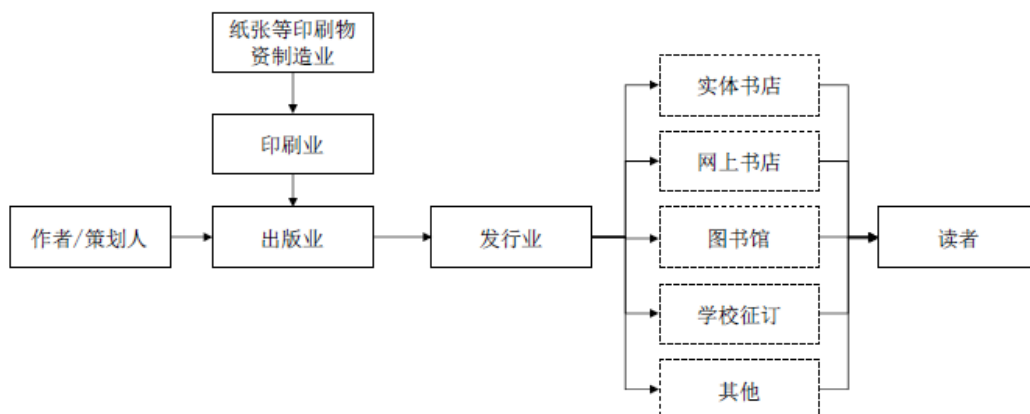 纸张等印刷物
资制造业
印刷业
作者/策划人
出版业
发行业
实体书店
网上书店
图书馆
学校征订
其他
读者